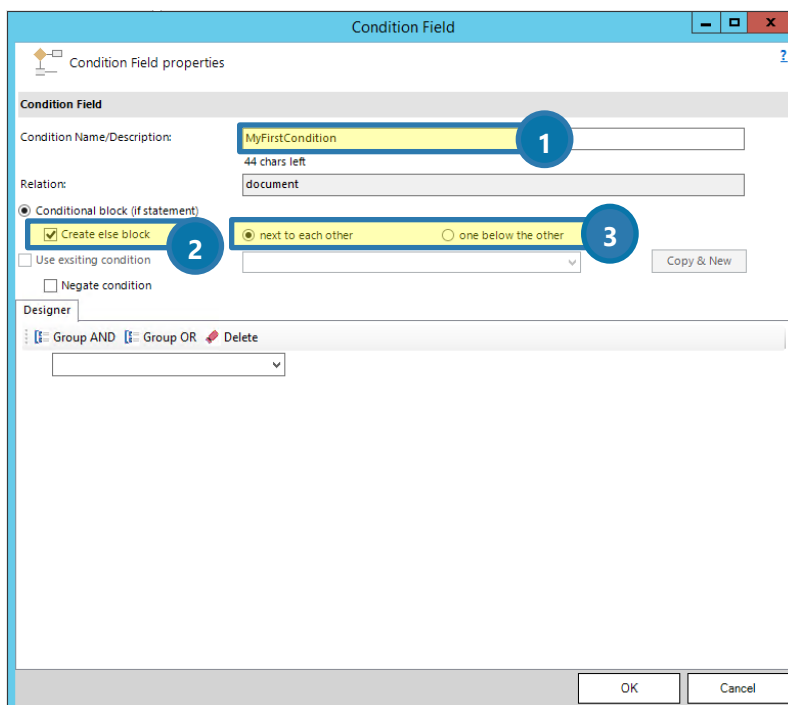 Condition Field
Condition Field properties
?
Condition Field
Condition Name/Description: MyFirstCondition 1
44 chars left
Relation: document
Conditional block (if statement)
Create else block 2 next to each other one below the other 3
Use exsiting condition Copy & New
Negate condition
Designer
Group AND Group OR Delete
OK Cancel